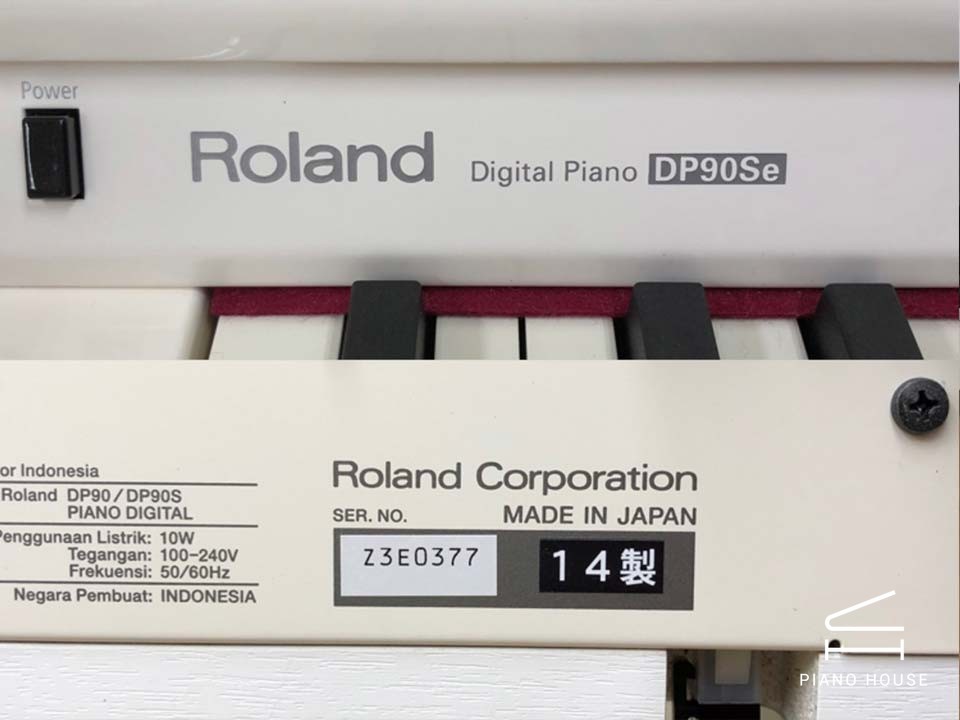 Power
Roland Digital Piano DP90Se
or Indonesia
Roland DP90/DP90S
PIANO DIGITAL
Penggunaan Listrik: 10W
Tegangan: 100-240V
Frekuensi: 50/60Hz
Negara Pembuat: INDONESIA
Roland Corporation
SER. NO. MADE IN JAPAN
Z3E0377 14製
PIANO HOUSE